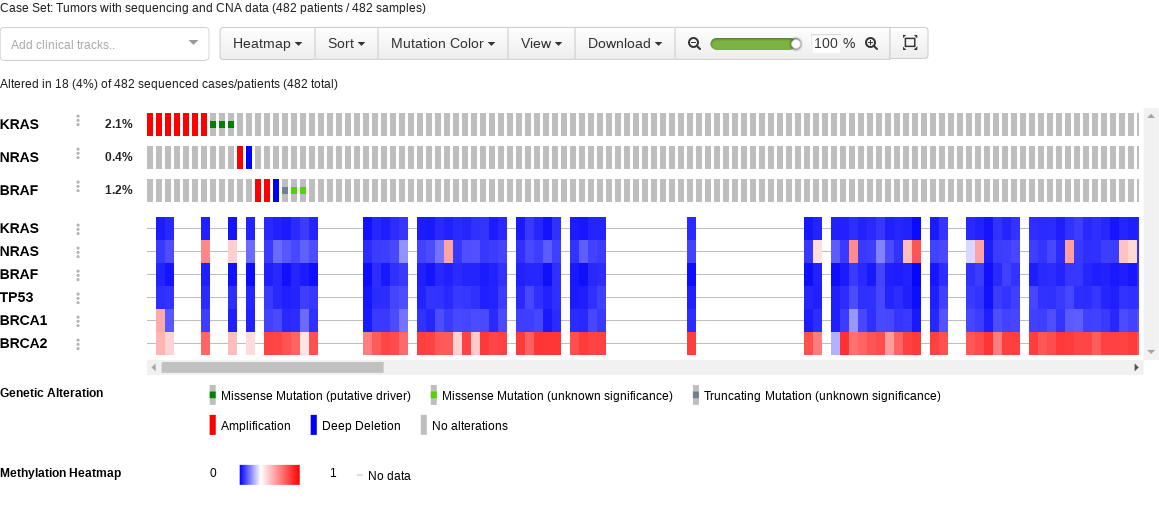 Case Set: Tumors with sequencing and CNA data (482 patients / 482 samples)
Add clinical tracks..
Heatmap Sort Mutation Color View Download 100 %
Altered in 18 (4%) of 482 sequenced cases/patients (482 total)
KRAS 2.1%
NRAS 0.4%
BRAF 1.2%
KRAS
NRAS
BRAF
TP53
BRCA1
BRCA2
Genetic Alteration Missense Mutation (putative driver) Missense Mutation (unknown significance) Truncating Mutation (unknown significance)
Amplification Deep Deletion No alterations
Methylation Heatmap 0 1 No data